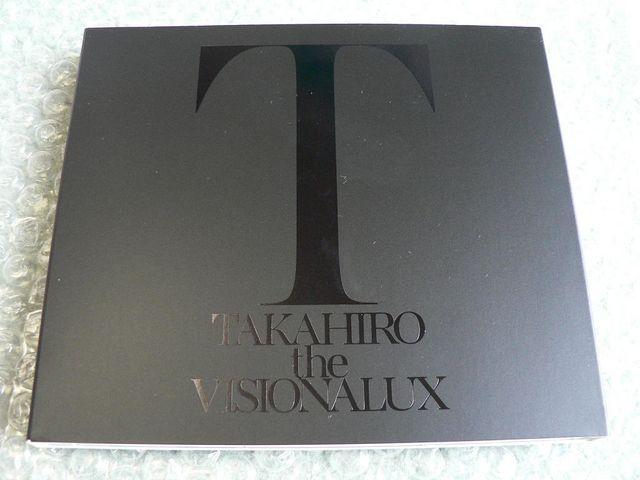 T
TAKAHIRO
the
VISIONALUX